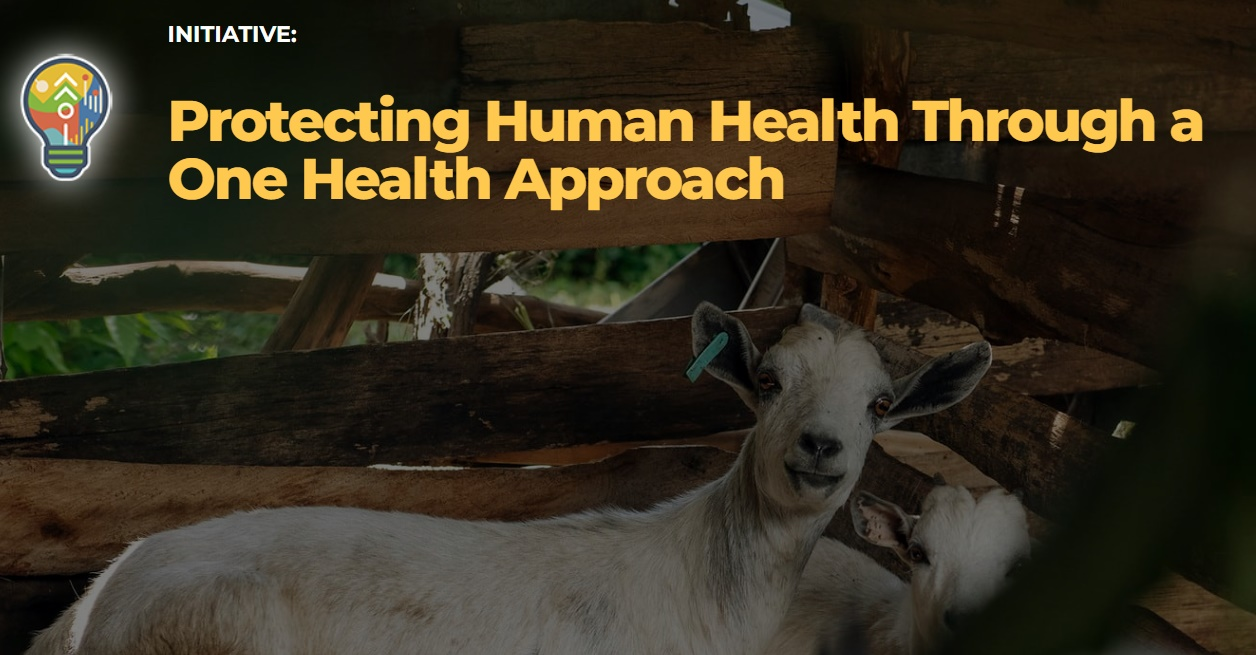 INITIATIVE:
Protecting Human Health Through a
One Health Approach